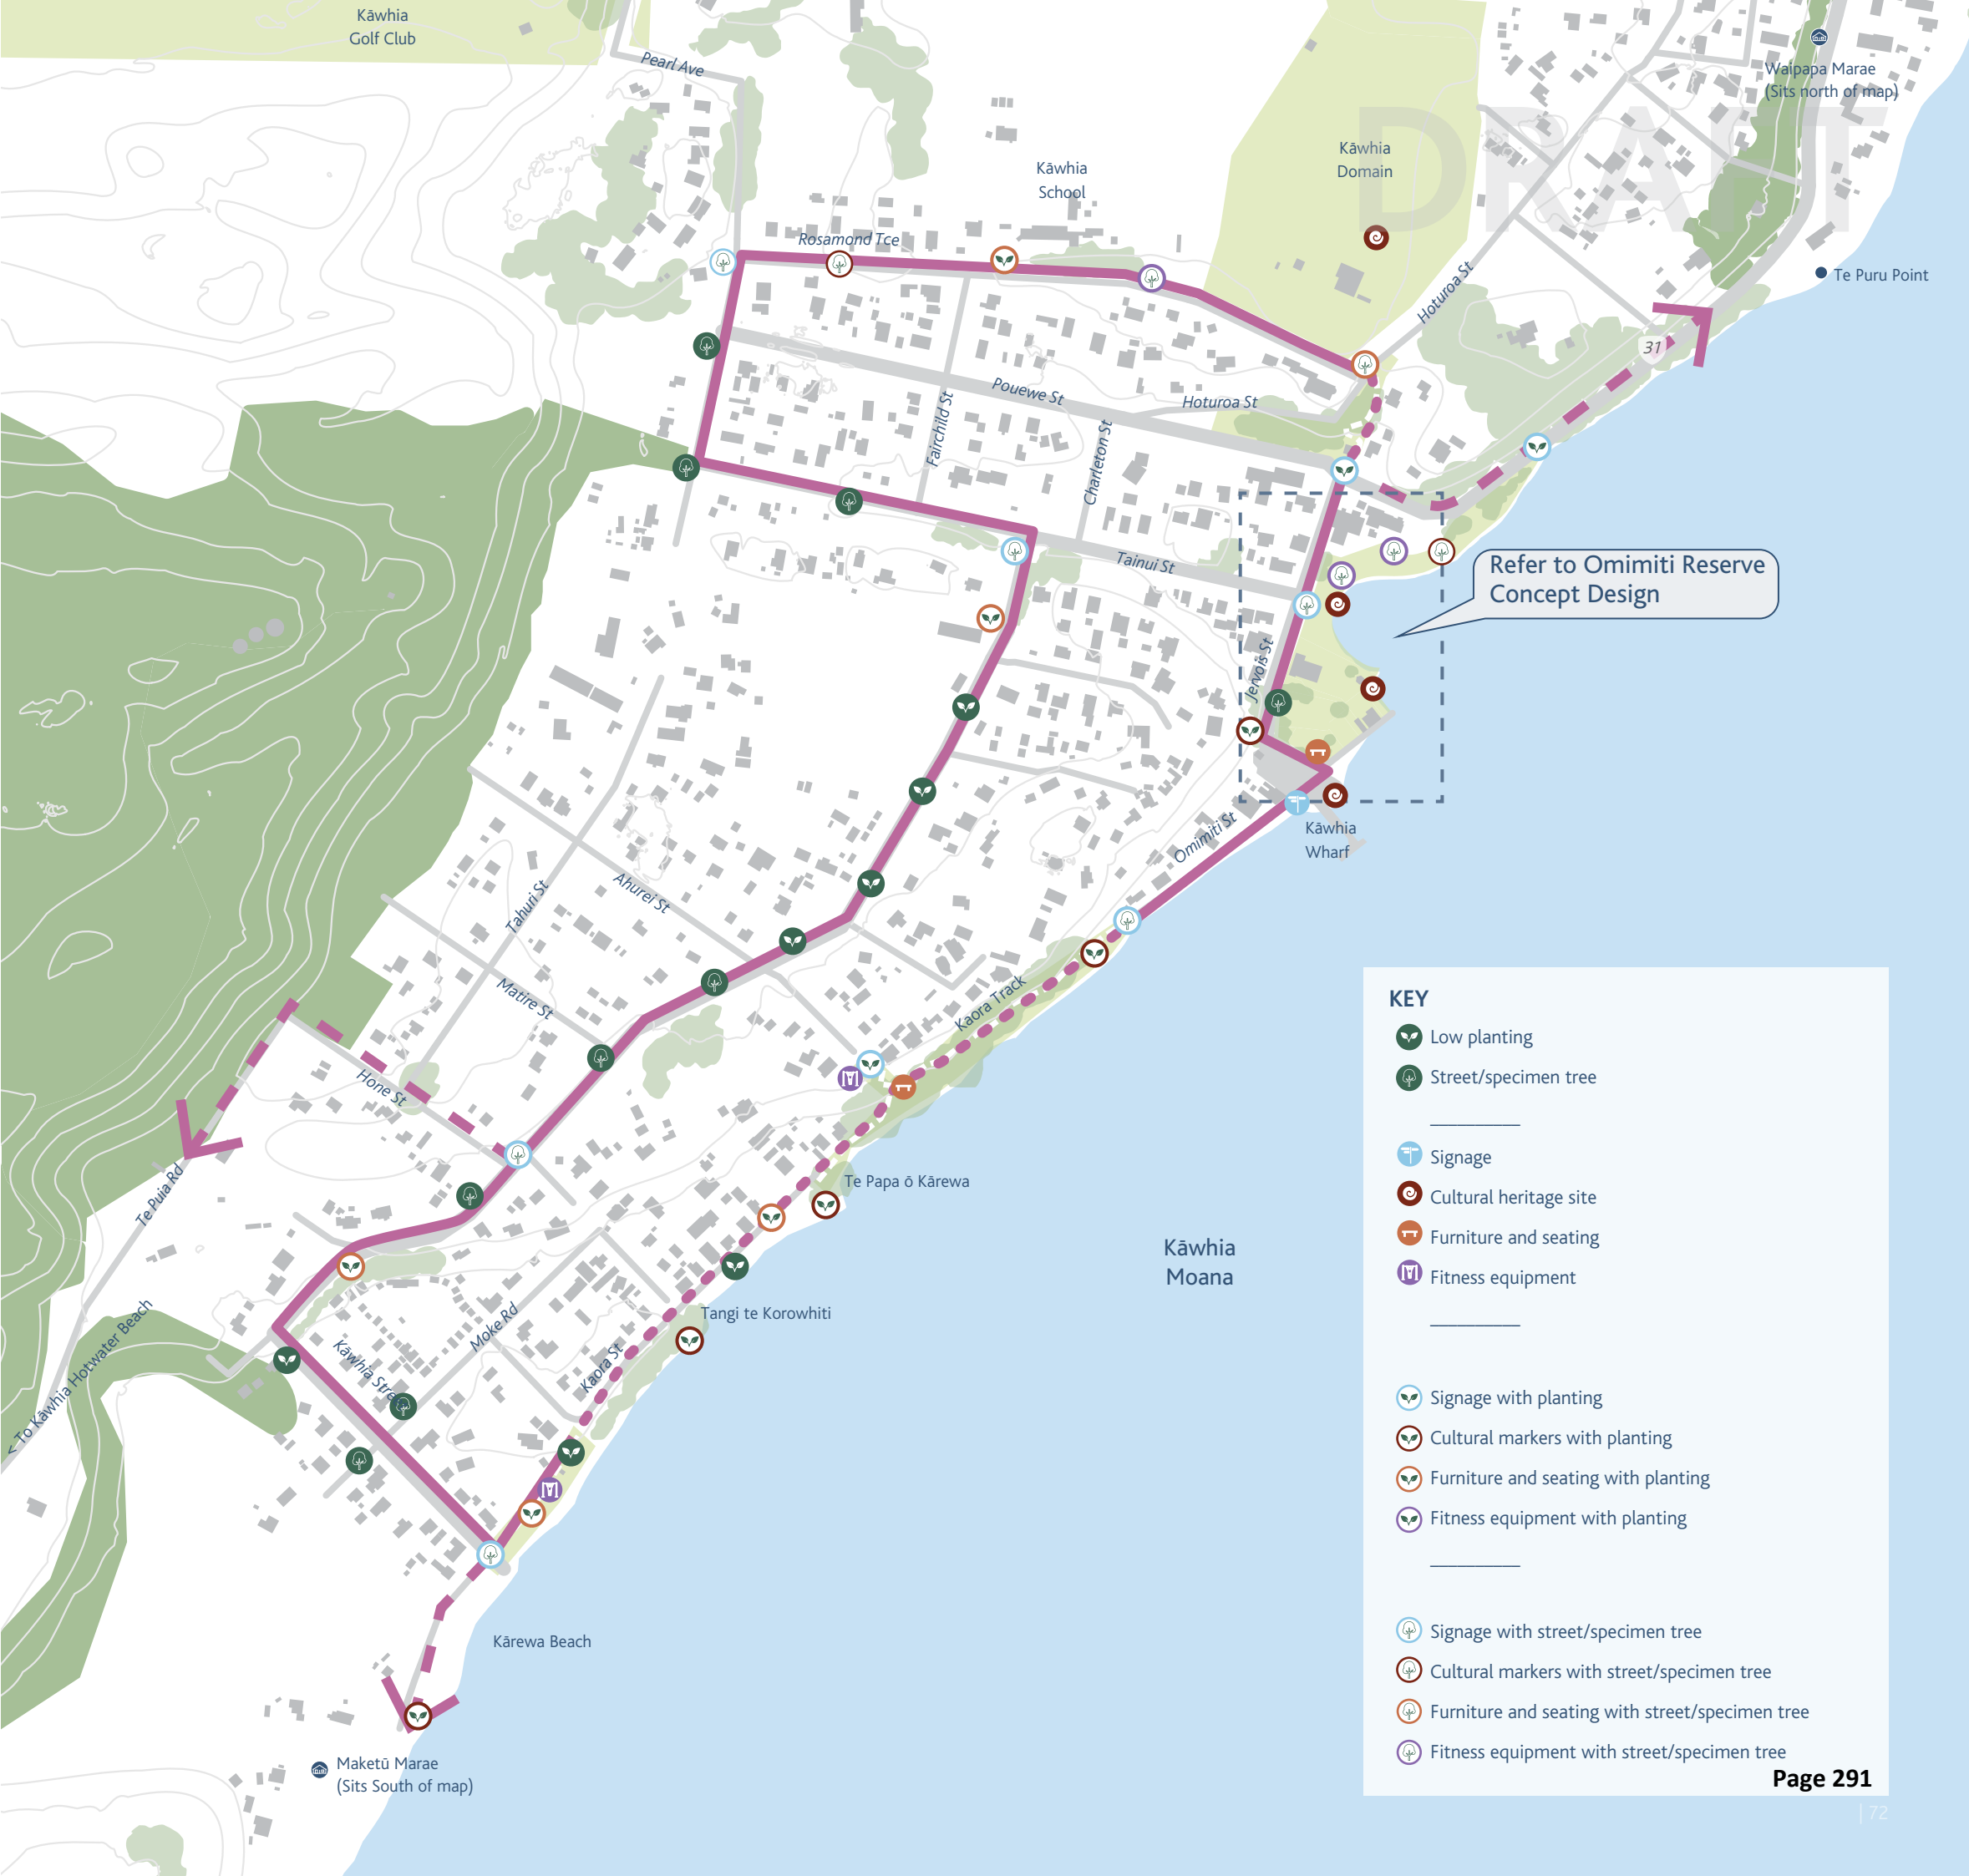 Kāwhia
Golf Club
Pearl Ave
Waipapa Marae
(Sits north of map)
DRAFT
Kāwhia
Domain
Kāwhia
School
Rosamond Tce
Hoturoa St
Te Puru Point
31
Pouewe St
Hoturoa St
Fairchild St
Charleton St
Tainui St
Refer to Omimiti Reserve
Concept Design
Jervois St
Omimiti St
Kāwhia
Wharf
Tahuri St
Ahurei St
Matire St
Kaora Track
Hone St
Te Puia Rd
Te Papa ō Kārewa
Kāwhia
Moana
Tangi te Korowhiti
Moke Rd
Kāwhia Street
Kaora St
< To Kāwhia Hotwater Beach
Kārewa Beach
Maketū Marae
(Sits South of map)
KEY
Low planting
Street/specimen tree
Signage
Cultural heritage site
Furniture and seating
Fitness equipment
Signage with planting
Cultural markers with planting
Furniture and seating with planting
Fitness equipment with planting
Signage with street/specimen tree
Cultural markers with street/specimen tree
Furniture and seating with street/specimen tree
Fitness equipment with street/specimen tree
Page 291
| 72